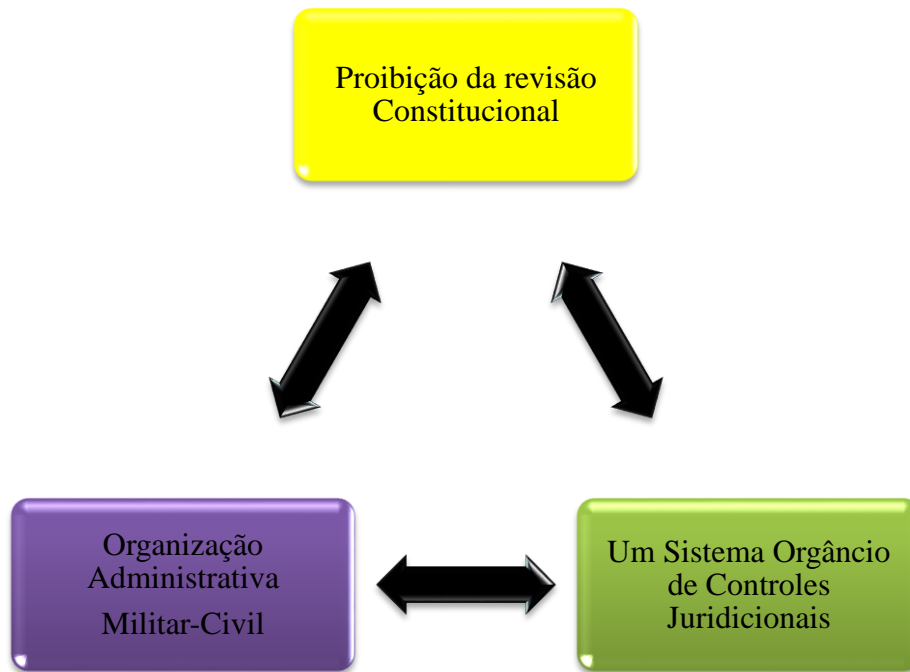 Proibição da revisão
Constitucional
Organização
Administrativa
Militar-Civil
Um Sistema Orgâncio
de Controles
Juridicionais